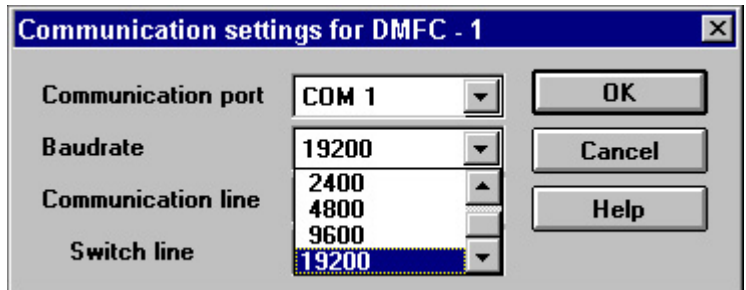 Communication settings for DMFC - 1
Communication port COM 1 OK
Baudrate 19200 Cancel
2400
Communication line 4800 Help
9600
Switch line 19200